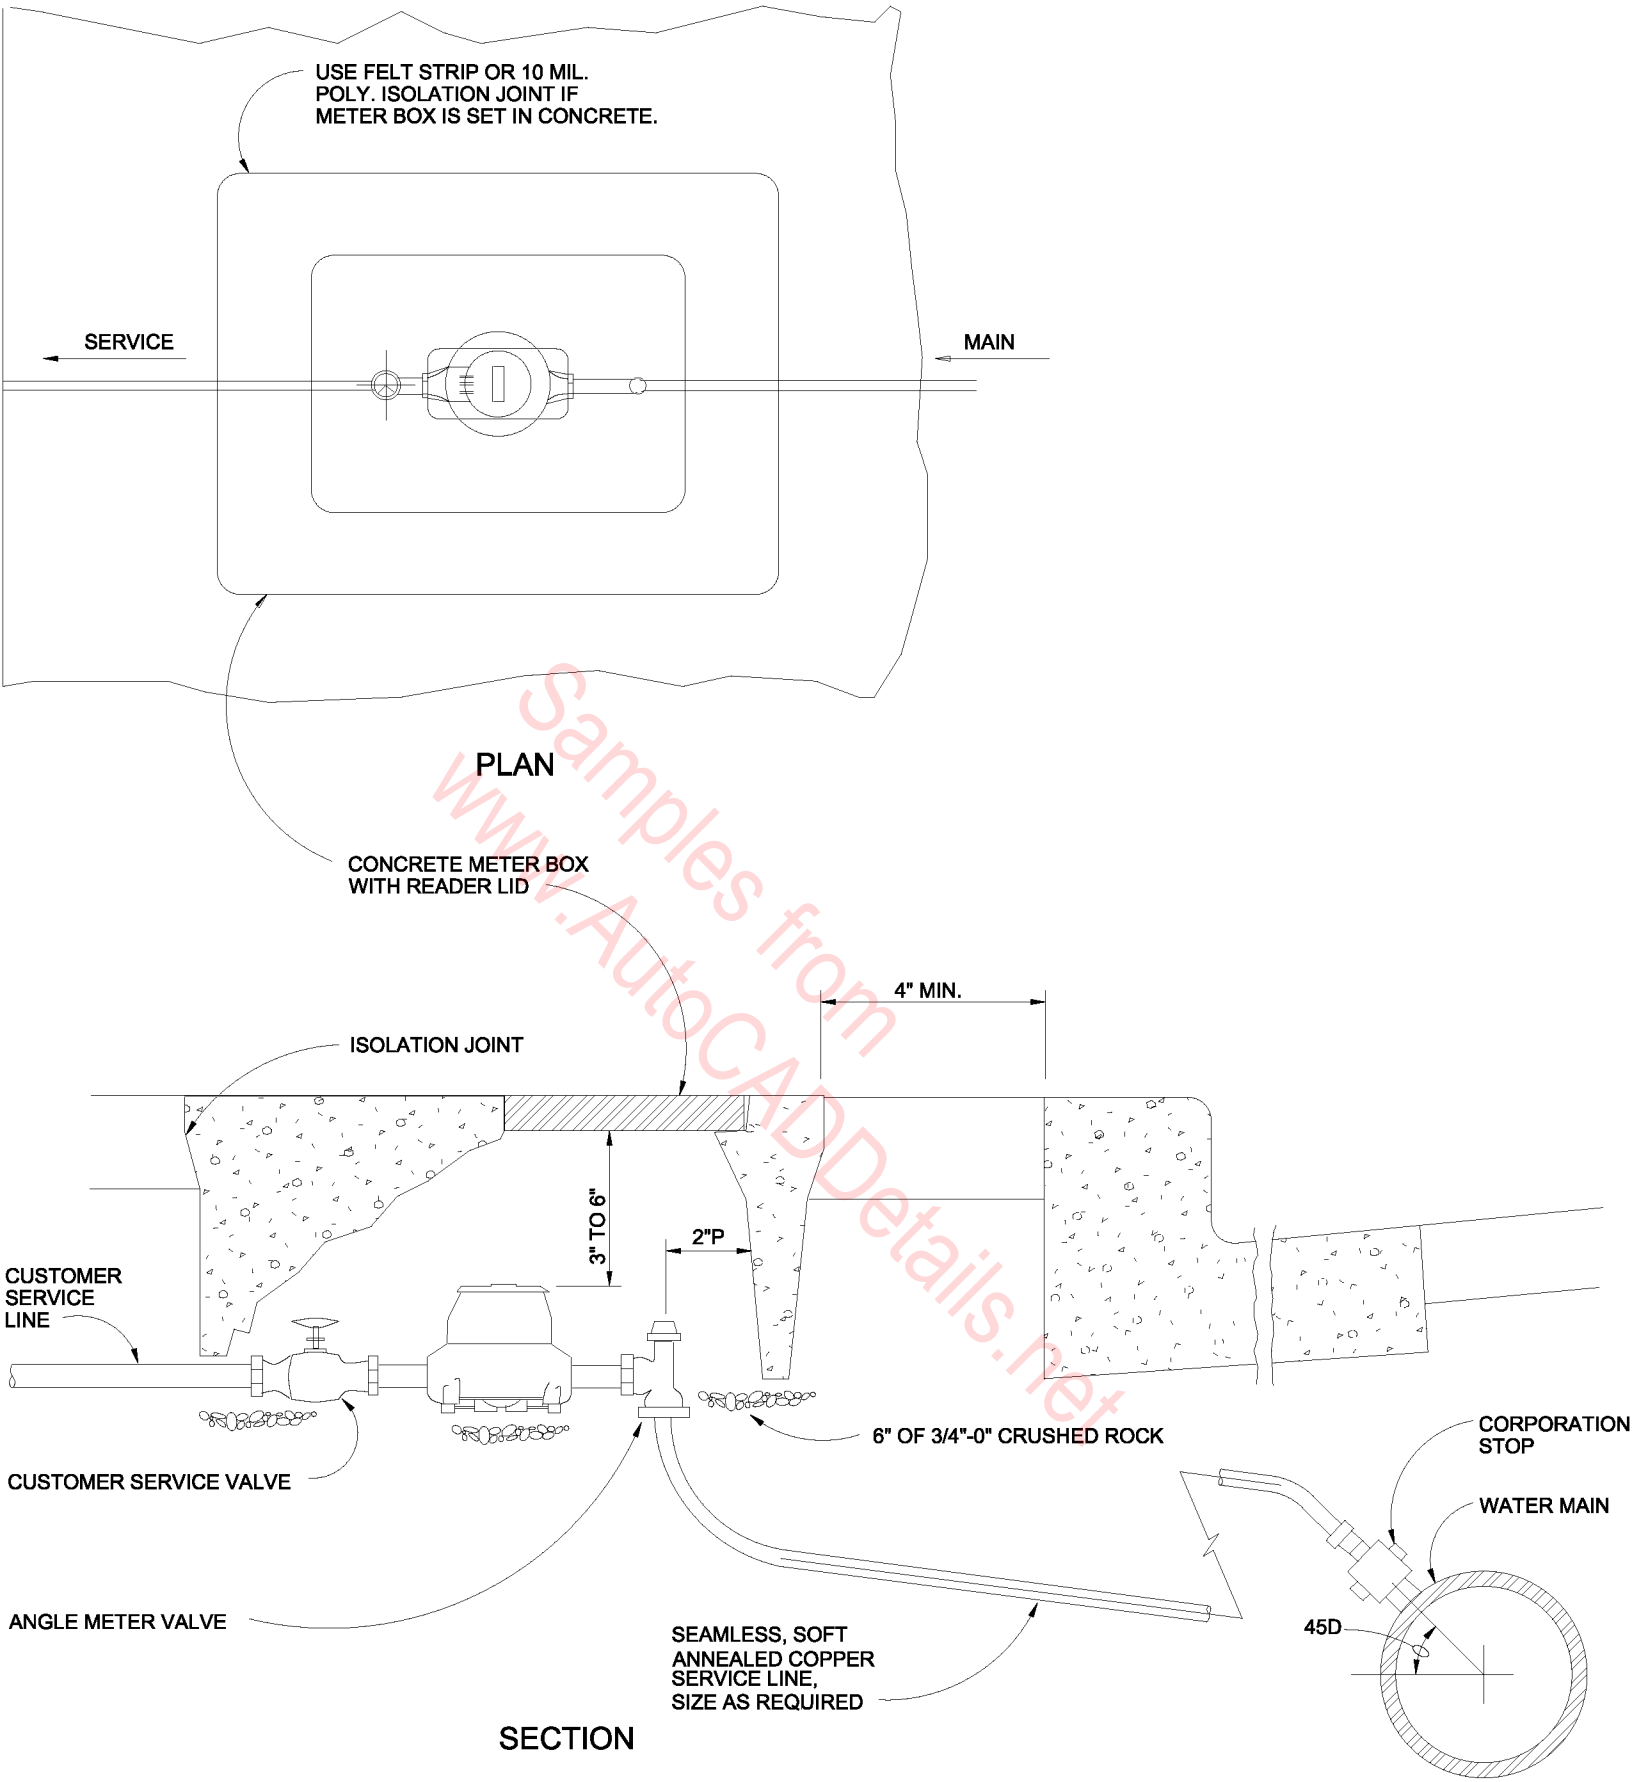 USE FELT STRIP OR 10 MIL.
POLY. ISOLATION JOINT IF
METER BOX IS SET IN CONCRETE.
SERVICE
MAIN
PLAN
Samples from
www.AutoCADDetails.net
CONCRETE METER BOX
WITH READER LID
4" MIN.
ISOLATION JOINT
3" TO 6"
2"P
CUSTOMER
SERVICE
LINE
6" OF 3/4"-0" CRUSHED ROCK
CORPORATION
STOP
CUSTOMER SERVICE VALVE
WATER MAIN
ANGLE METER VALVE
45D
SEAMLESS, SOFT
ANNEALED COPPER
SERVICE LINE,
SIZE AS REQUIRED
SECTION